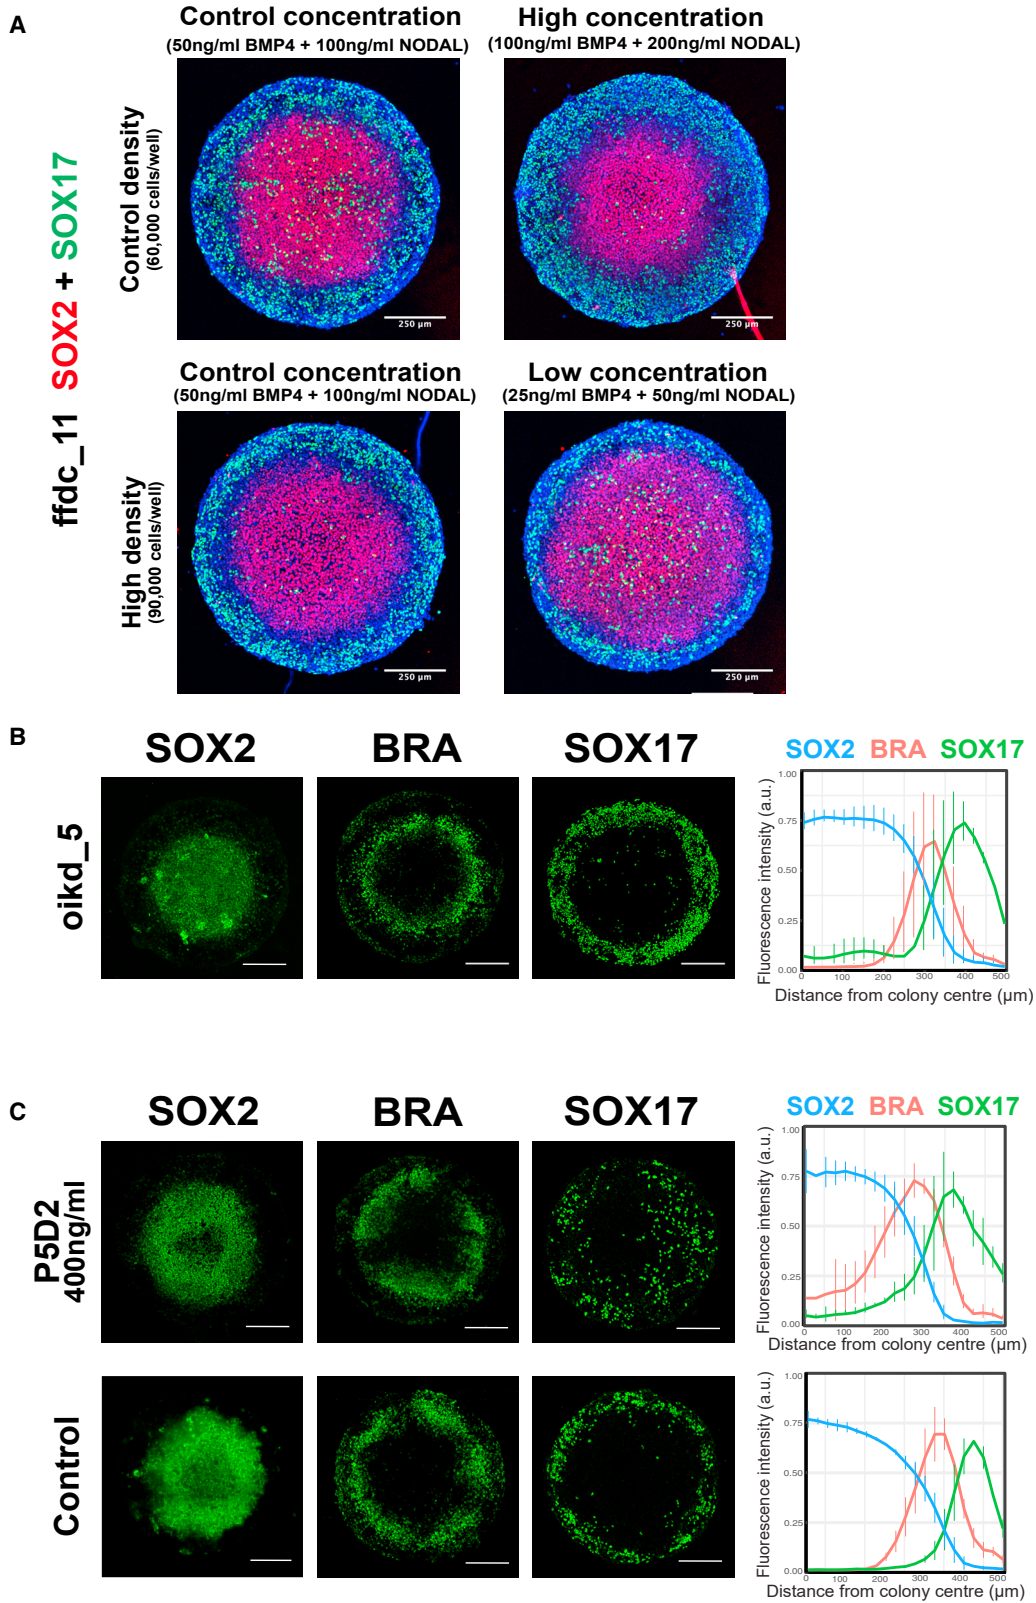 A
Control concentration
(50ng/ml BMP4 + 100ng/ml NODAL)
High concentration
(100ng/ml BMP4 + 200ng/ml NODAL)
ffdc_11 SOX2 + SOX17
Control density
(60,000 cells/well)
250 µm
250 µm
Control concentration
(50ng/ml BMP4 + 100ng/ml NODAL)
Low concentration
(25ng/ml BMP4 + 50ng/ml NODAL)
High density
(90,000 cells/well)
250 µm
250 µm
B
SOX2
BRA
SOX17
SOX2 BRA SOX17
oikd_5
Fluorescence intensity (a.u.)
1.00
0.75
0.50
0.25
0.00
0 100 200 300 400 500
Distance from colony centre (µm)
C
SOX2
BRA
SOX17
SOX2 BRA SOX17
P5D2
400ng/ml
Fluorescence intensity (a.u.)
1.00
0.75
0.50
0.25
0.00
0 100 200 300 400 500
Distance from colony centre (µm)
Control
Fluorescence intensity (a.u.)
1.00
0.75
0.50
0.25
0.00
0 100 200 300 400 500
Distance from colony centre (µm)